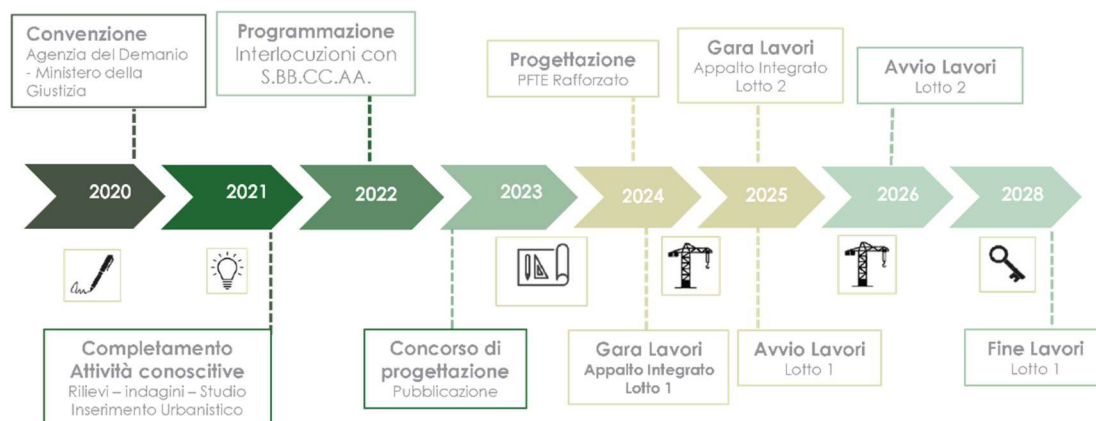 Convenzione
Agenzia del Demanio
- Ministero della
Giustizia
Programmazione
Interlocuzioni con
S.BB.CC.AA.
Progettazione
PFTE Rafforzato
Gara Lavori
Appalto Integrato
Lotto 2
Avvio Lavori
Lotto 2
2020
2021
2022
2023
2024
2025
2026
2028
Completamento
Attività conoscitive
Rilievi – indagini – Studio
Inserimento Urbanistico
Concorso di
progettazione
Pubblicazione
Gara Lavori
Appalto Integrato
Lotto 1
Avvio Lavori
Lotto 1
Fine Lavori
Lotto 1